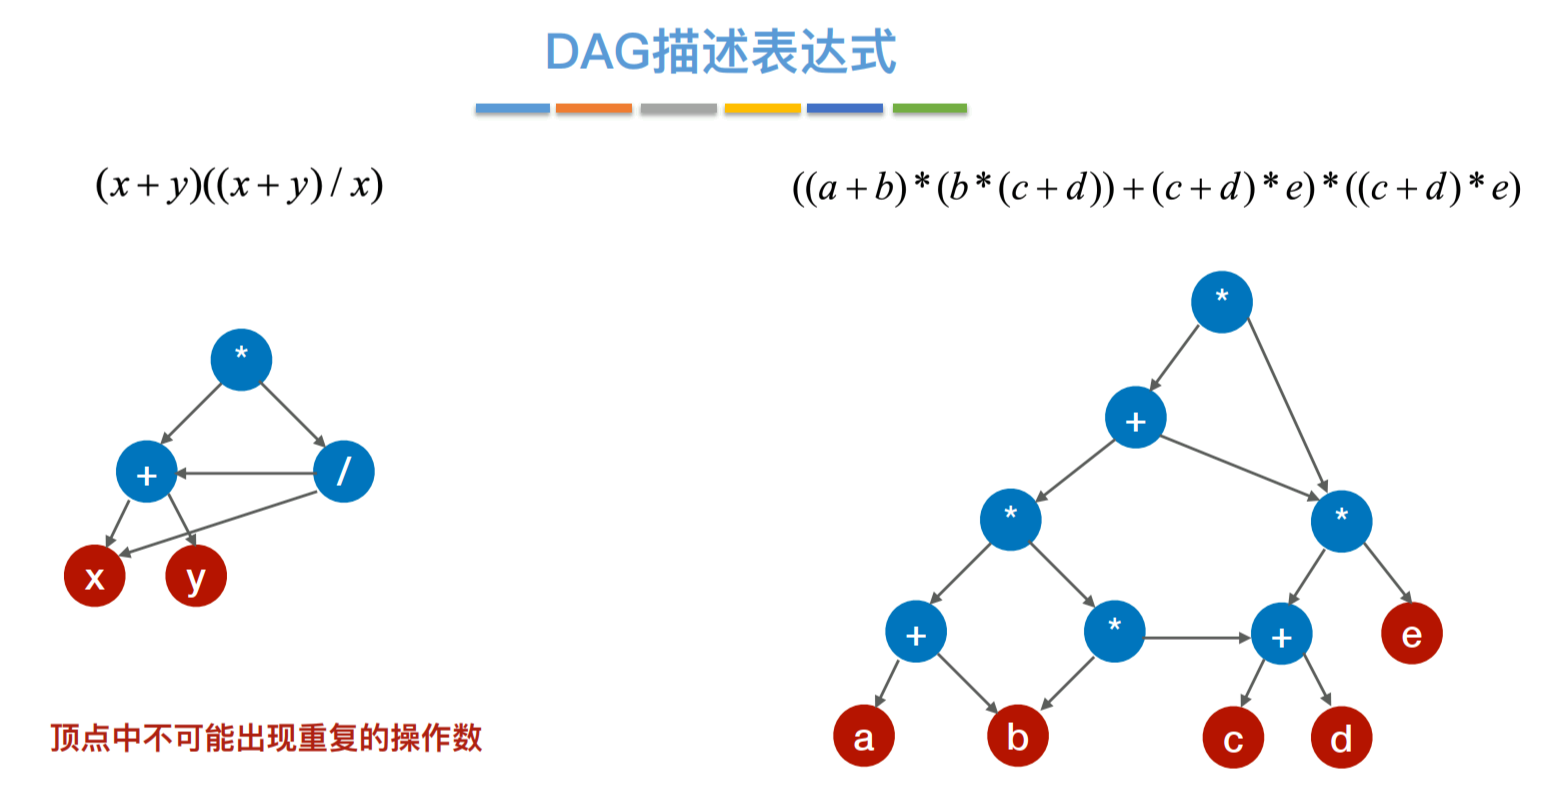 DAG描述表达式
(x + y)((x + y) / x)
((a + b) * (b * (c + d)) + (c + d) * e) * ((c + d) * e)
*
+ /
x y
*
+
* *
+ * + e
a b c d
顶点中不可能出现重复的操作数